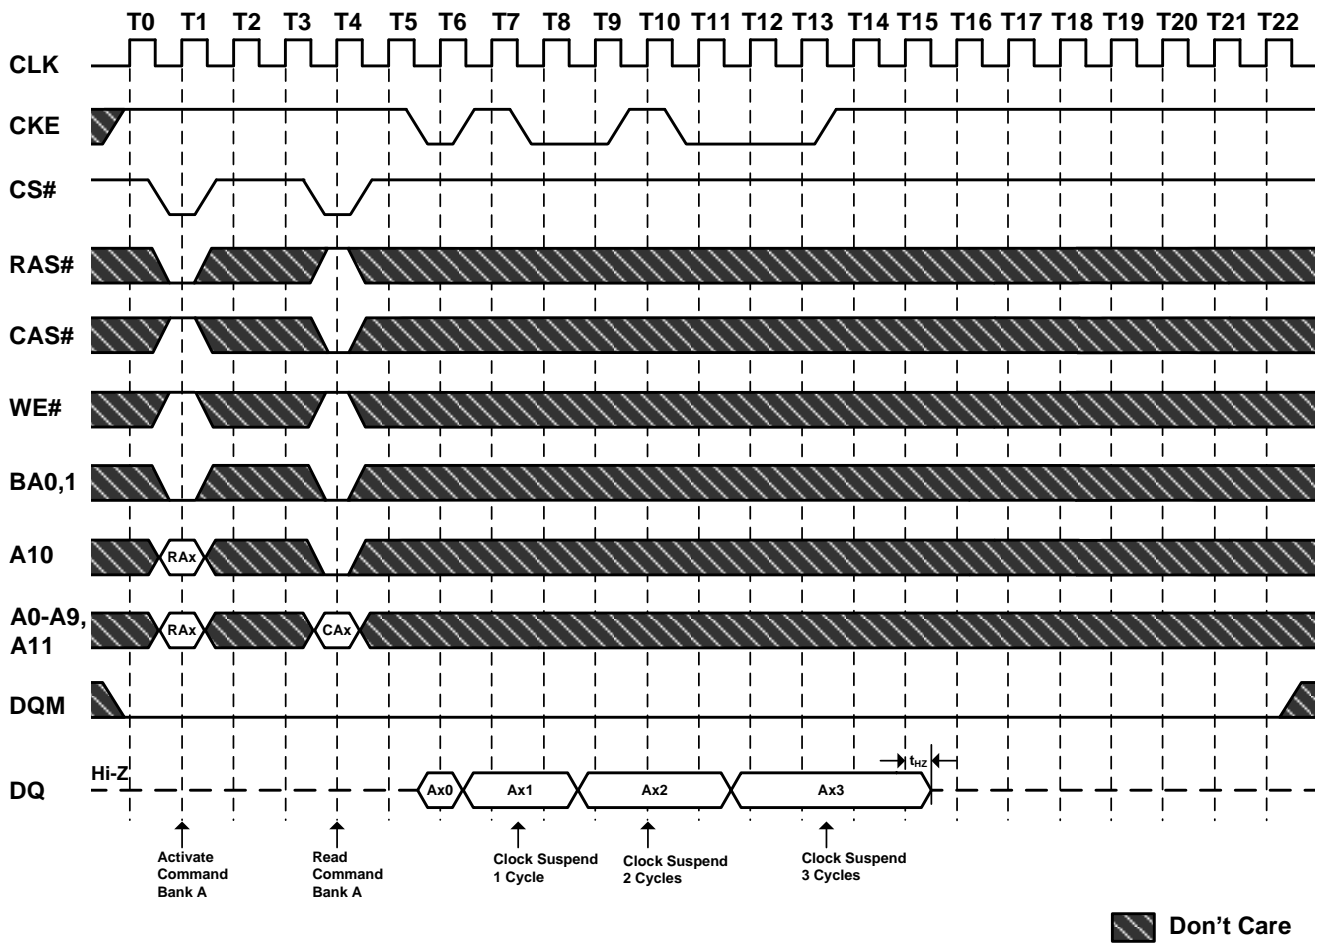 T0 T1 T2 T3 T4 T5 T6 T7 T8 T9 T10 T11 T12 T13 T14 T15 T16 T17 T18 T19 T20 T21 T22
CLK
CKE
CS#
RAS#
CAS#
WE#
BA0,1
A10
RAx
A0-A9,
A11
RAx
CAx
DQM
Hi-Z
tHZ
DQ
Ax0
Ax1
Ax2
Ax3
Activate
Command
Bank A
Read
Command
Bank A
Clock Suspend
1 Cycle
Clock Suspend
2 Cycles
Clock Suspend
3 Cycles
Don't Care